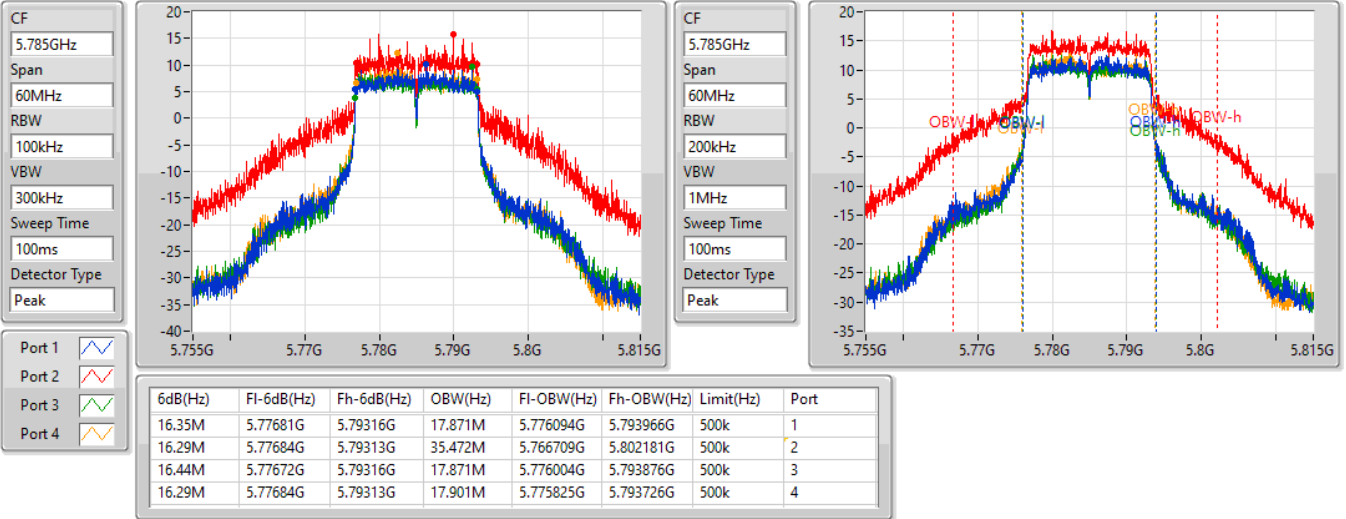 CF
5.785GHz
Span
60MHz
RBW
100kHz
VBW
300kHz
Sweep Time
100ms
Detector Type
Peak
20
15
10
5
0
-5
-10
-15
-20
-25
-30
-35
-40
5.755G 5.77G 5.78G 5.79G 5.8G 5.815G
CF
5.785GHz
Span
60MHz
RBW
200kHz
VBW
1MHz
Sweep Time
100ms
Detector Type
Peak
20
15
10
5
0
-5
-10
-15
-20
-25
-30
-35
OBW-l OBW-h OBW-h
OBW-h
5.755G 5.77G 5.78G 5.79G 5.8G 5.815G
Port 1
Port 2
Port 3
Port 4
6dB(Hz) Fl-6dB(Hz) Fh-6dB(Hz) OBW(Hz) Fl-OBW(Hz) Fh-OBW(Hz) Limit(Hz) Port
16.35M 5.77681G 5.79316G 17.871M 5.776094G 5.793966G 500k 1
16.29M 5.77684G 5.79313G 35.472M 5.766709G 5.802181G 500k 2
16.44M 5.77672G 5.79316G 17.871M 5.776004G 5.793876G 500k 3
16.29M 5.77684G 5.79313G 17.901M 5.775825G 5.793726G 500k 4